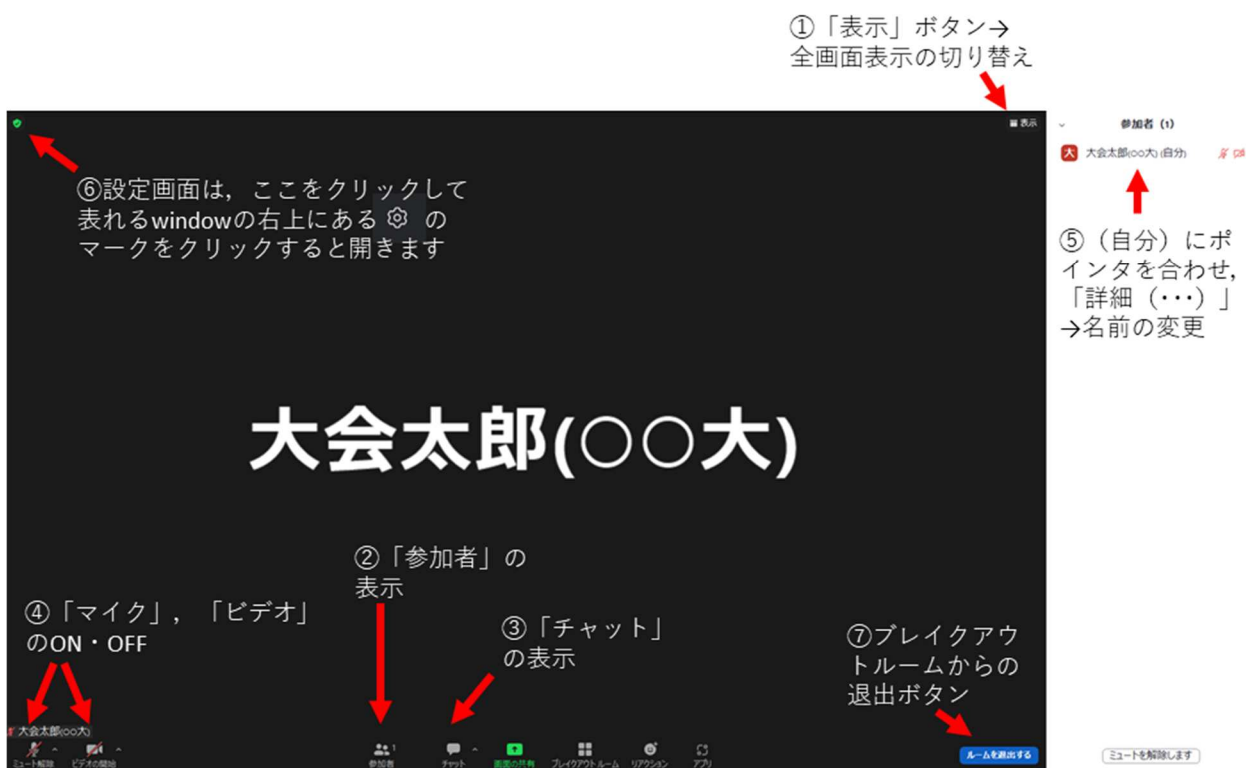 ①「表示」ボタン→
全画面表示の切り替え
表示
参加者 (1)
大 大会太郎(○○大) (自分)
⑥設定画面は，ここをクリックして
表れるwindowの右上にある の
マークをクリックすると開きます
⑤（自分）にポ
インタを合わせ,
「詳細（･･･）」
→名前の変更
大会太郎(○○大)
②「参加者」の
表示
④「マイク」，「ビデオ」
のON・OFF
③「チャット」
の表示
⑦ブレイクアウ
トルームからの
退出ボタン
大会太郎(○○大)
1
ミュート解除 ビデオの開始 参加者 チャット 画面の共有 ブレイクアウト ルーム リアクション アプリ ルームを退出する
ミュートを解除します